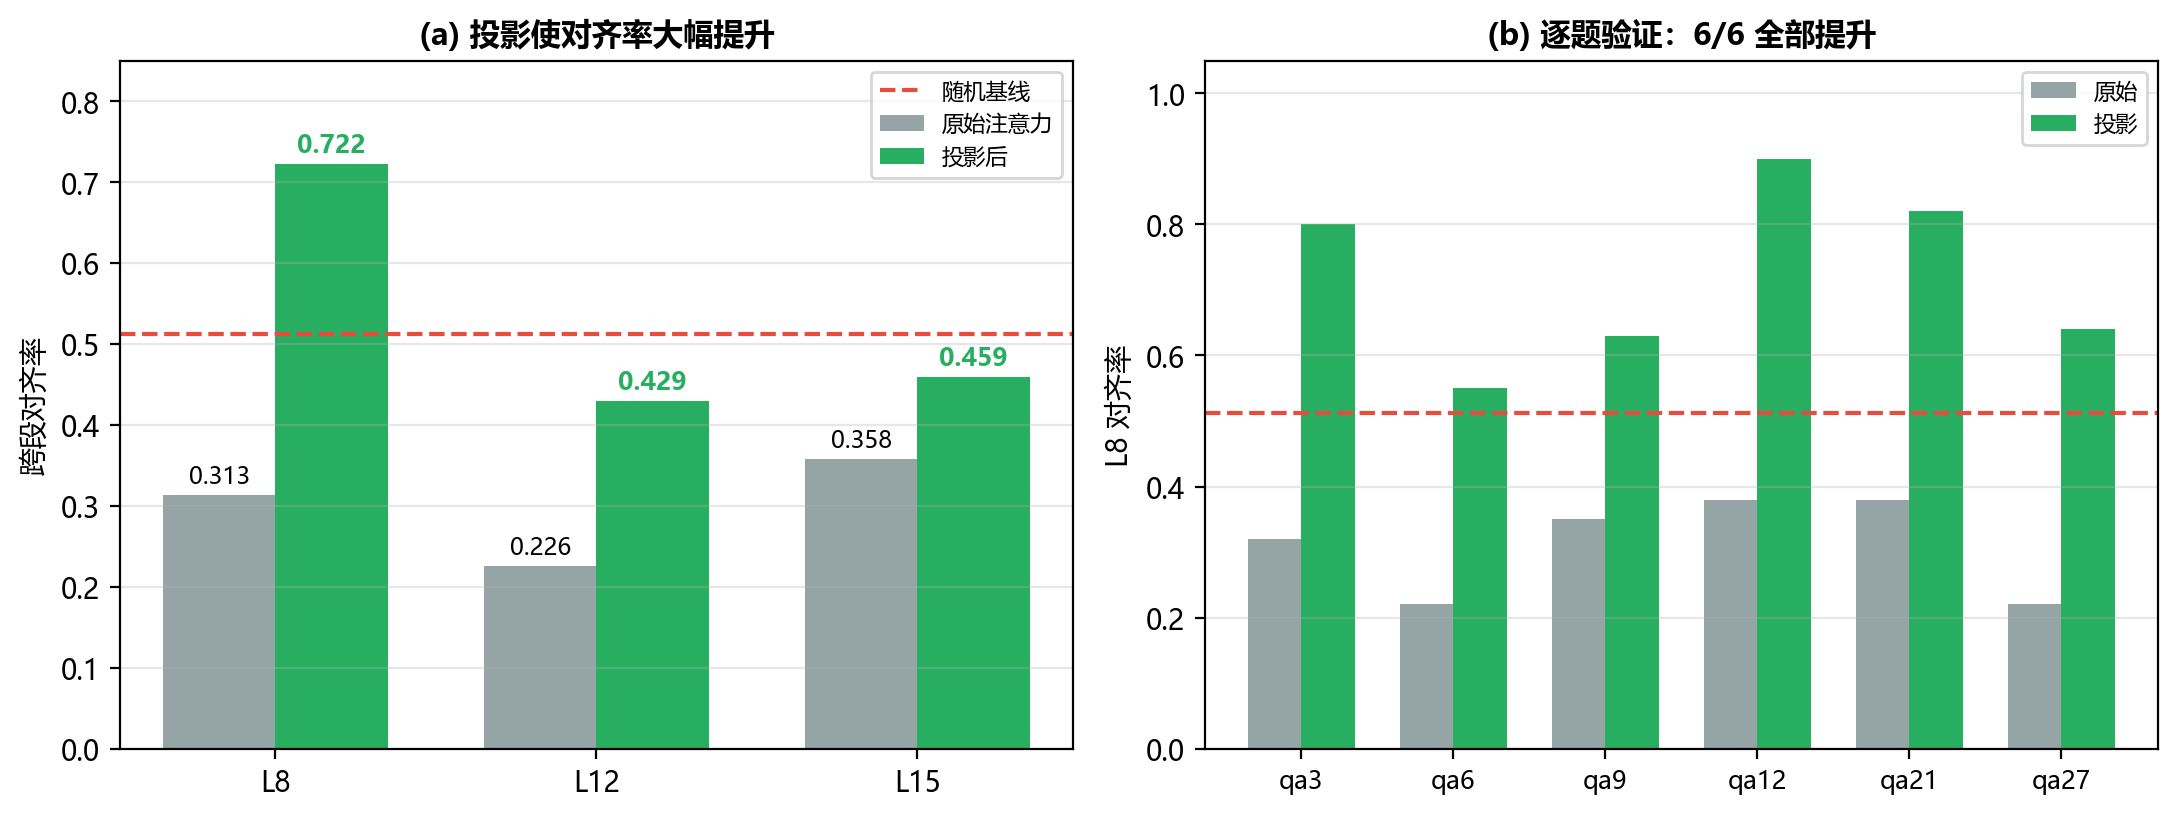 (a) 投影使对齐率大幅提升
跨段对齐率
0.8
0.7
0.6
0.5
0.4
0.3
0.2
0.1
0.0
随机基线
原始注意力
投影后
0.313
0.722
0.226
0.429
0.358
0.459
L8
L12
L15
(b) 逐题验证：6/6 全部提升
L8 对齐率
1.0
0.8
0.6
0.4
0.2
0.0
原始
投影
qa3
qa6
qa9
qa12
qa21
qa27